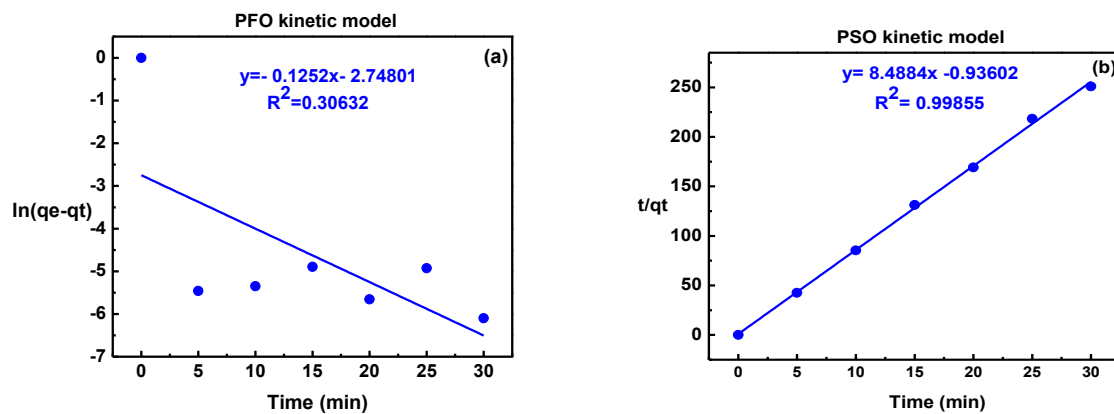 PFO kinetic model
(a)
y=- 0.1252x- 2.74801
R²=0.30632
0
-1
-2
-3
-4
-5
-6
-7
ln(qe-qt)
0 5 10 15 20 25 30
Time (min)
PSO kinetic model
(b)
y= 8.4884x -0.93602
R²= 0.99855
250
200
150
100
50
0
t/qt
0 5 10 15 20 25 30
Time (min)